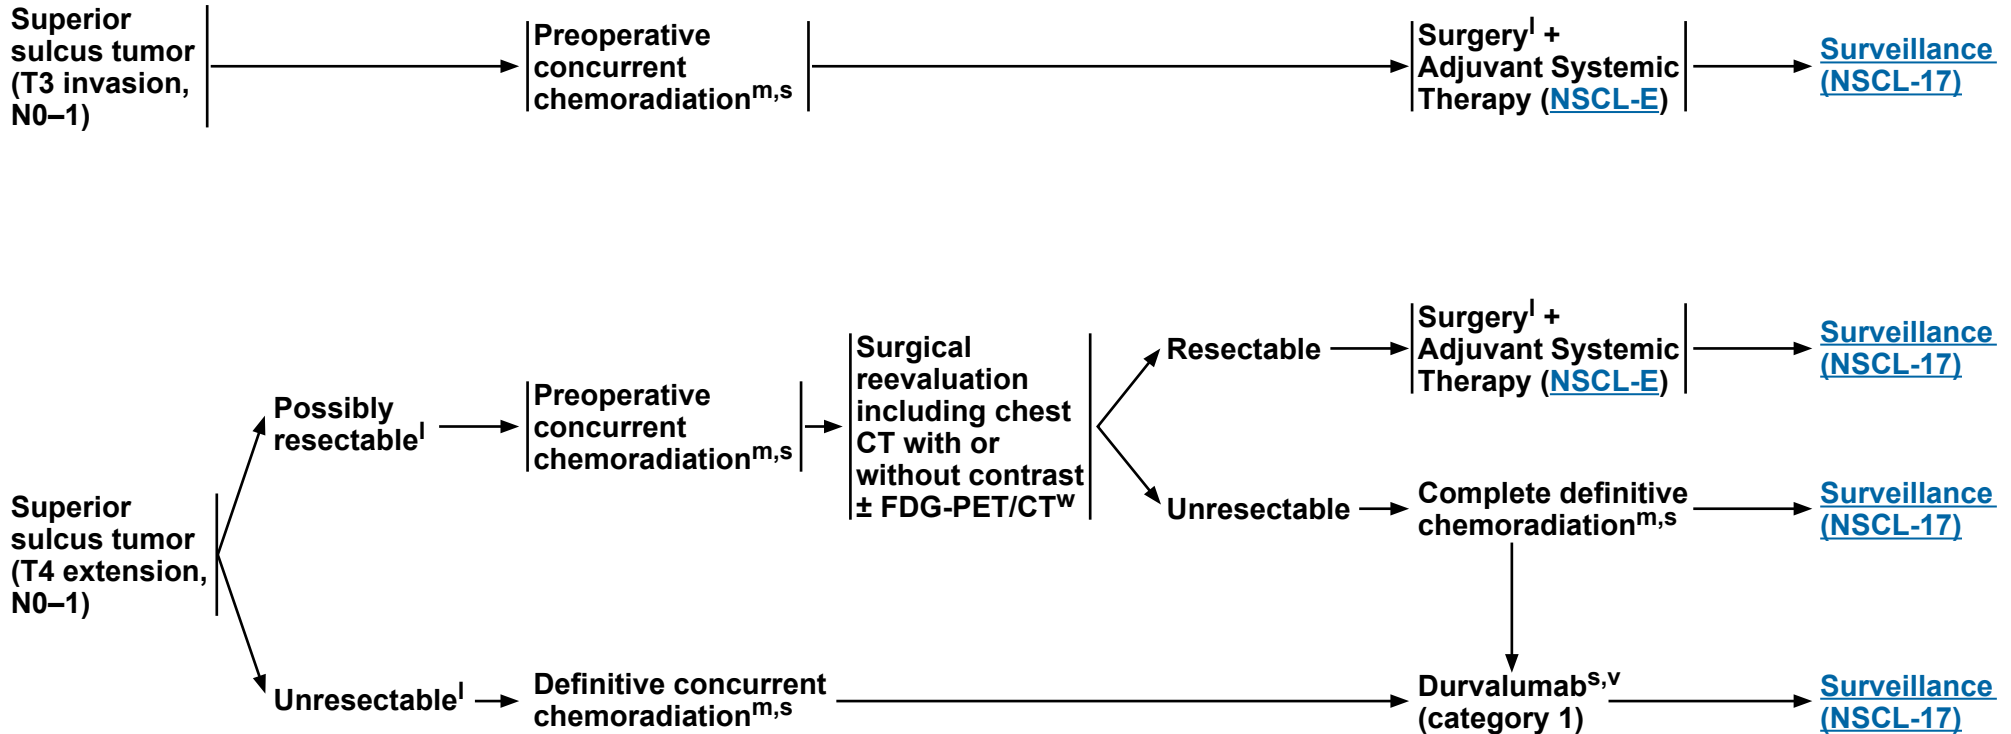 Superior
sulcus tumor
(T3 invasion,
N0–1)
Preoperative
concurrent
chemoradiationm,s
Surgeryl +
Adjuvant Systemic
Therapy (NSCL-E)
Surveillance
(NSCL-17)
Superior
sulcus tumor
(T4 extension,
N0–1)
Possibly
resectablel
Preoperative
concurrent
chemoradiationm,s
Surgical
reevaluation
including chest
CT with or
without contrast
± FDG-PET/CTw
Resectable
Surgeryl +
Adjuvant Systemic
Therapy (NSCL-E)
Surveillance
(NSCL-17)
Unresectable
Complete definitive
chemoradiationm,s
Surveillance
(NSCL-17)
Unresectablel
Definitive concurrent
chemoradiationm,s
Durvalumabs,v
(category 1)
Surveillance
(NSCL-17)